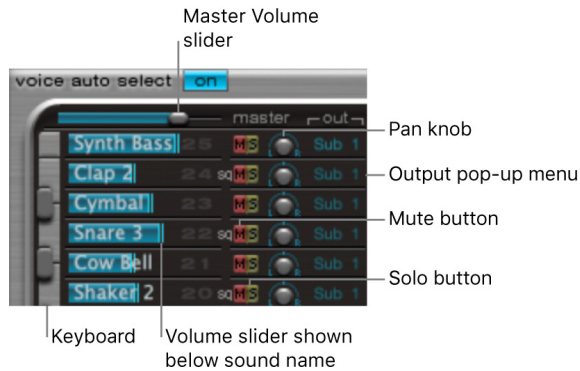 Master Volume
slider
voice auto select on
master out
Synth Bass 25 M S Sub 1
Pan knob
Clap 2 24 sq M S Sub 1
Output pop-up menu
Cymbal 23 M S Sub 1
Mute button
Snare 3 22 sq M S Sub 1
Cow Bell 21 M S Sub 1
Solo button
Shaker 2 20 sq M S Sub 1
Keyboard
Volume slider shown
below sound name